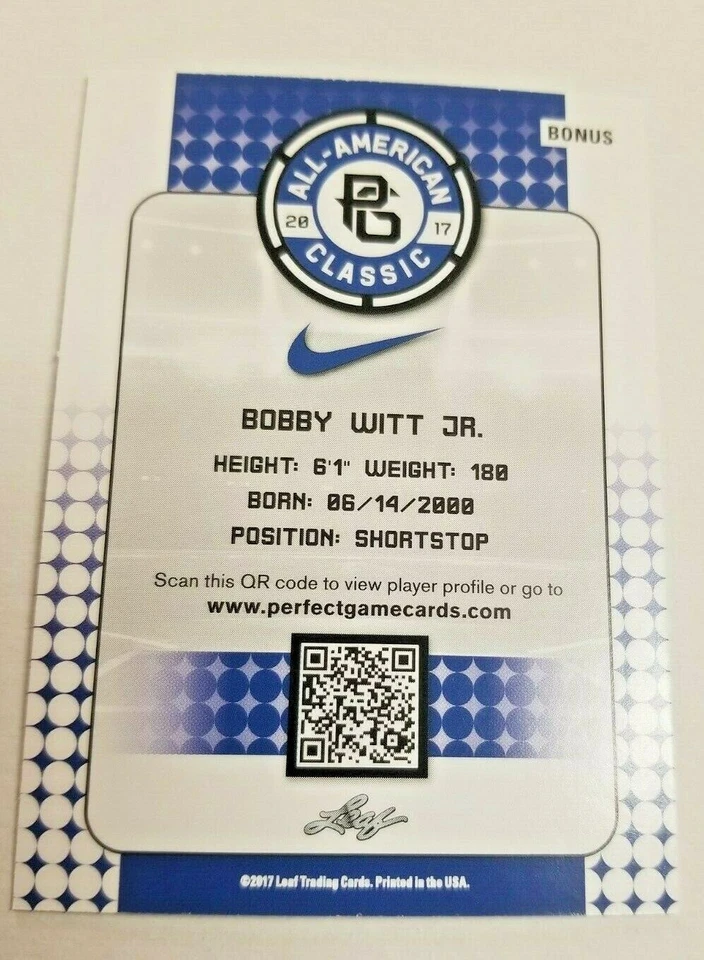 BONUS
ALL-AMERICAN
PG
20 17
CLASSIC
BOBBY WITT JR.
HEIGHT: 6'1" WEIGHT: 180
BORN: 06/14/2000
POSITION: SHORTSTOP
Scan this QR code to view player profile or go to
www.perfectgamecards.com
Leaf
©2017 Leaf Trading Cards. Printed in the USA.